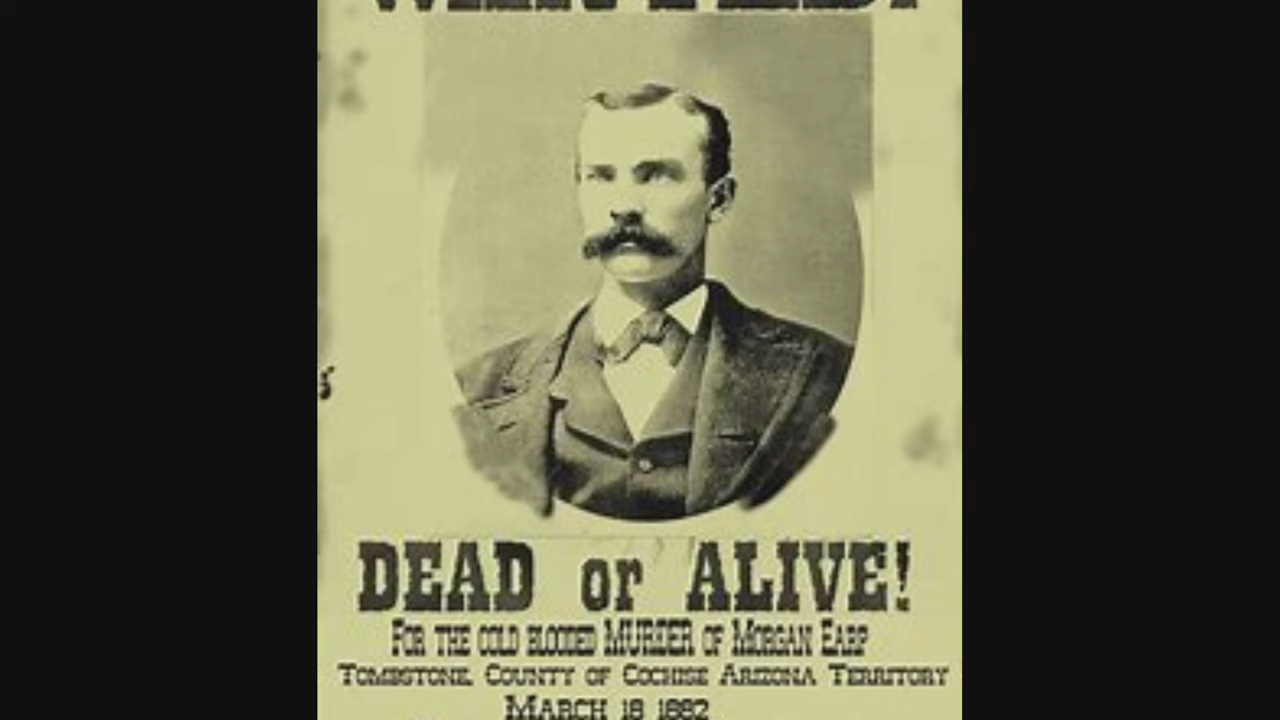 DEAD or ALIVE!
FOR THE COLD BLOODED MURDER OF MORGAN EARP
TOMBSTONE, COUNTY OF COCHISE ARIZONA TERRITORY
MARCH 18 1882